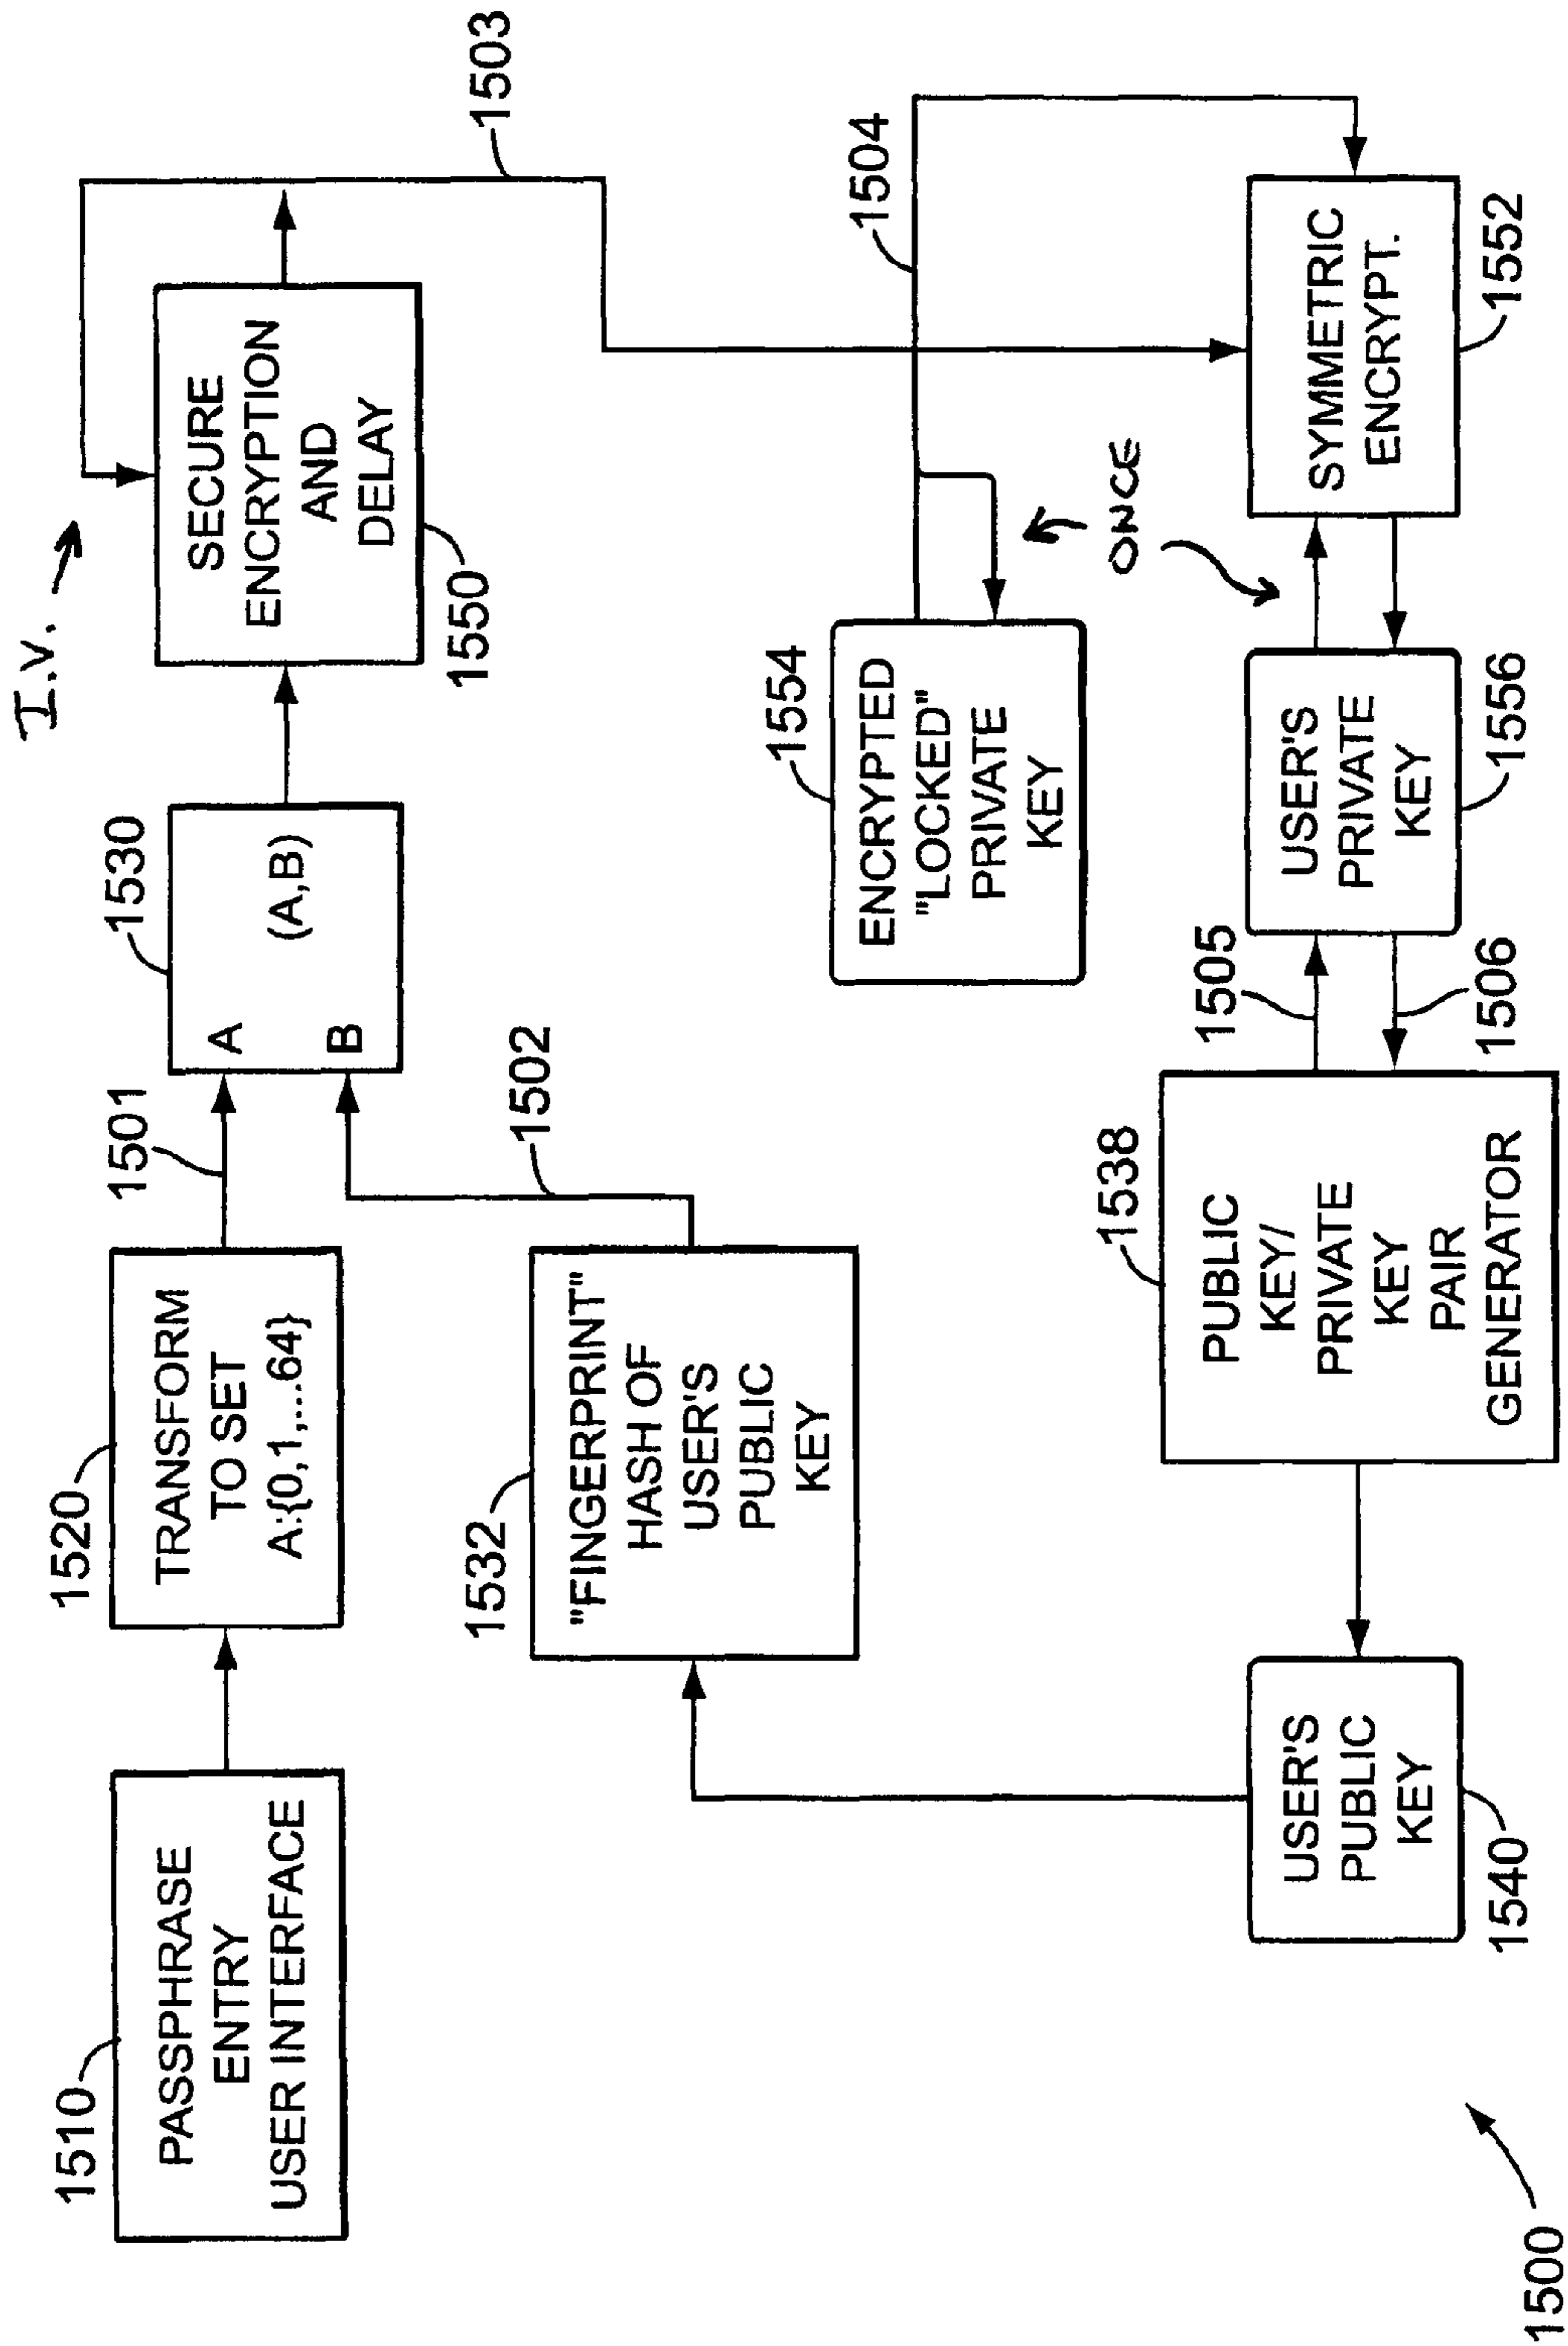 I.V.
1510
PASSPHRASE
ENTRY
USER INTERFACE
1520
TRANSFORM
TO SET
A:{0,1,...64}
1501
1530
A
B
(A,B)
SECURE
ENCRYPTION
AND
DELAY
1550
1503
1532
"FINGERPRINT"
HASH OF
USER'S
PUBLIC
KEY
1502
1554
ENCRYPTED
"LOCKED"
PRIVATE
KEY
1504
ONCE
1540
USER'S
PUBLIC
KEY
1538
PUBLIC
KEY/
PRIVATE
KEY
PAIR
GENERATOR
1505
1506
USER'S
PRIVATE
KEY
1556
SYMMETRIC
ENCRYPT.
1552
1500